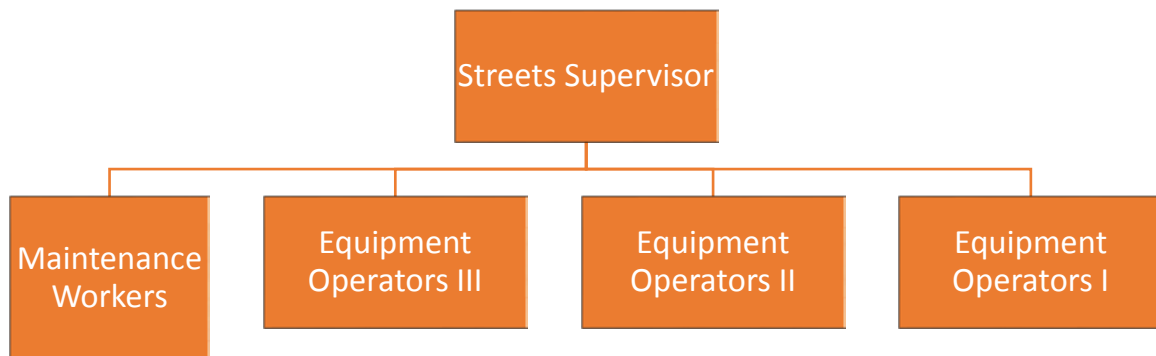 Streets Supervisor
Maintenance
Workers
Equipment
Operators III
Equipment
Operators II
Equipment
Operators I